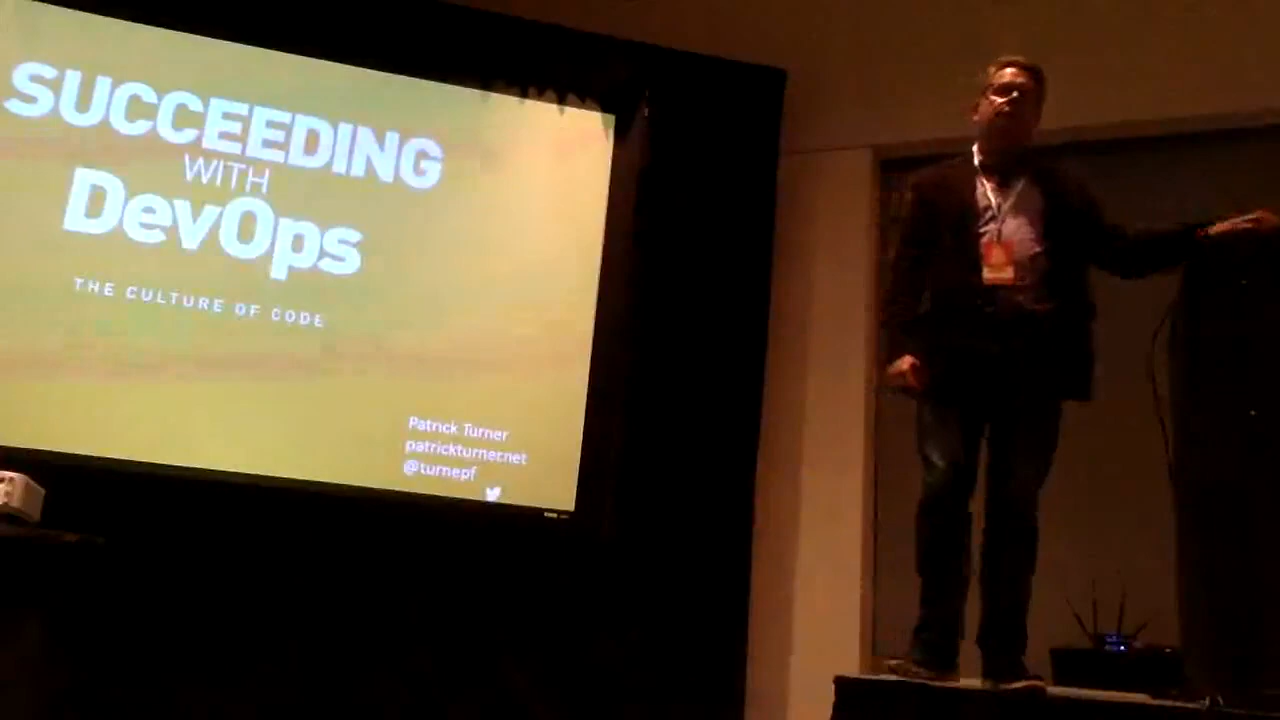 SUCCEEDING
WITH
DevOps
THE CULTURE OF CODE
Patrick Turner
patrickturner.net
@turnepf